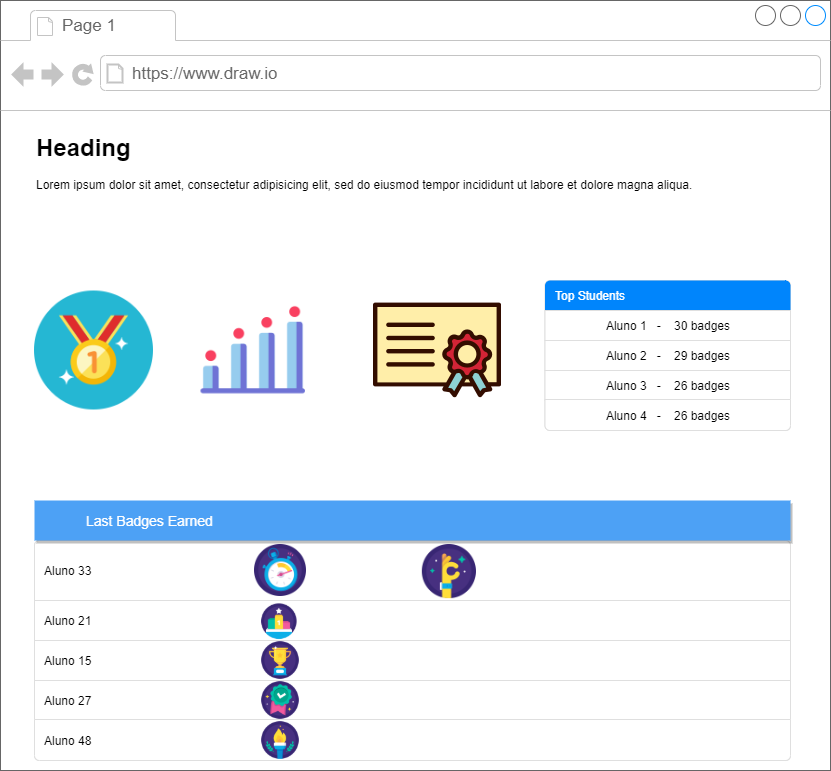 Page 1
https://www.draw.io
Heading
Lorem ipsum dolor sit amet, consectetur adipisicing elit, sed do eiusmod tempor incididunt ut labore et dolore magna aliqua.
1
Top Students
Aluno 1 - 30 badges
Aluno 2 - 29 badges
Aluno 3 - 26 badges
Aluno 4 - 26 badges
Last Badges Earned
Aluno 33
Aluno 21
Aluno 15
Aluno 27
Aluno 48